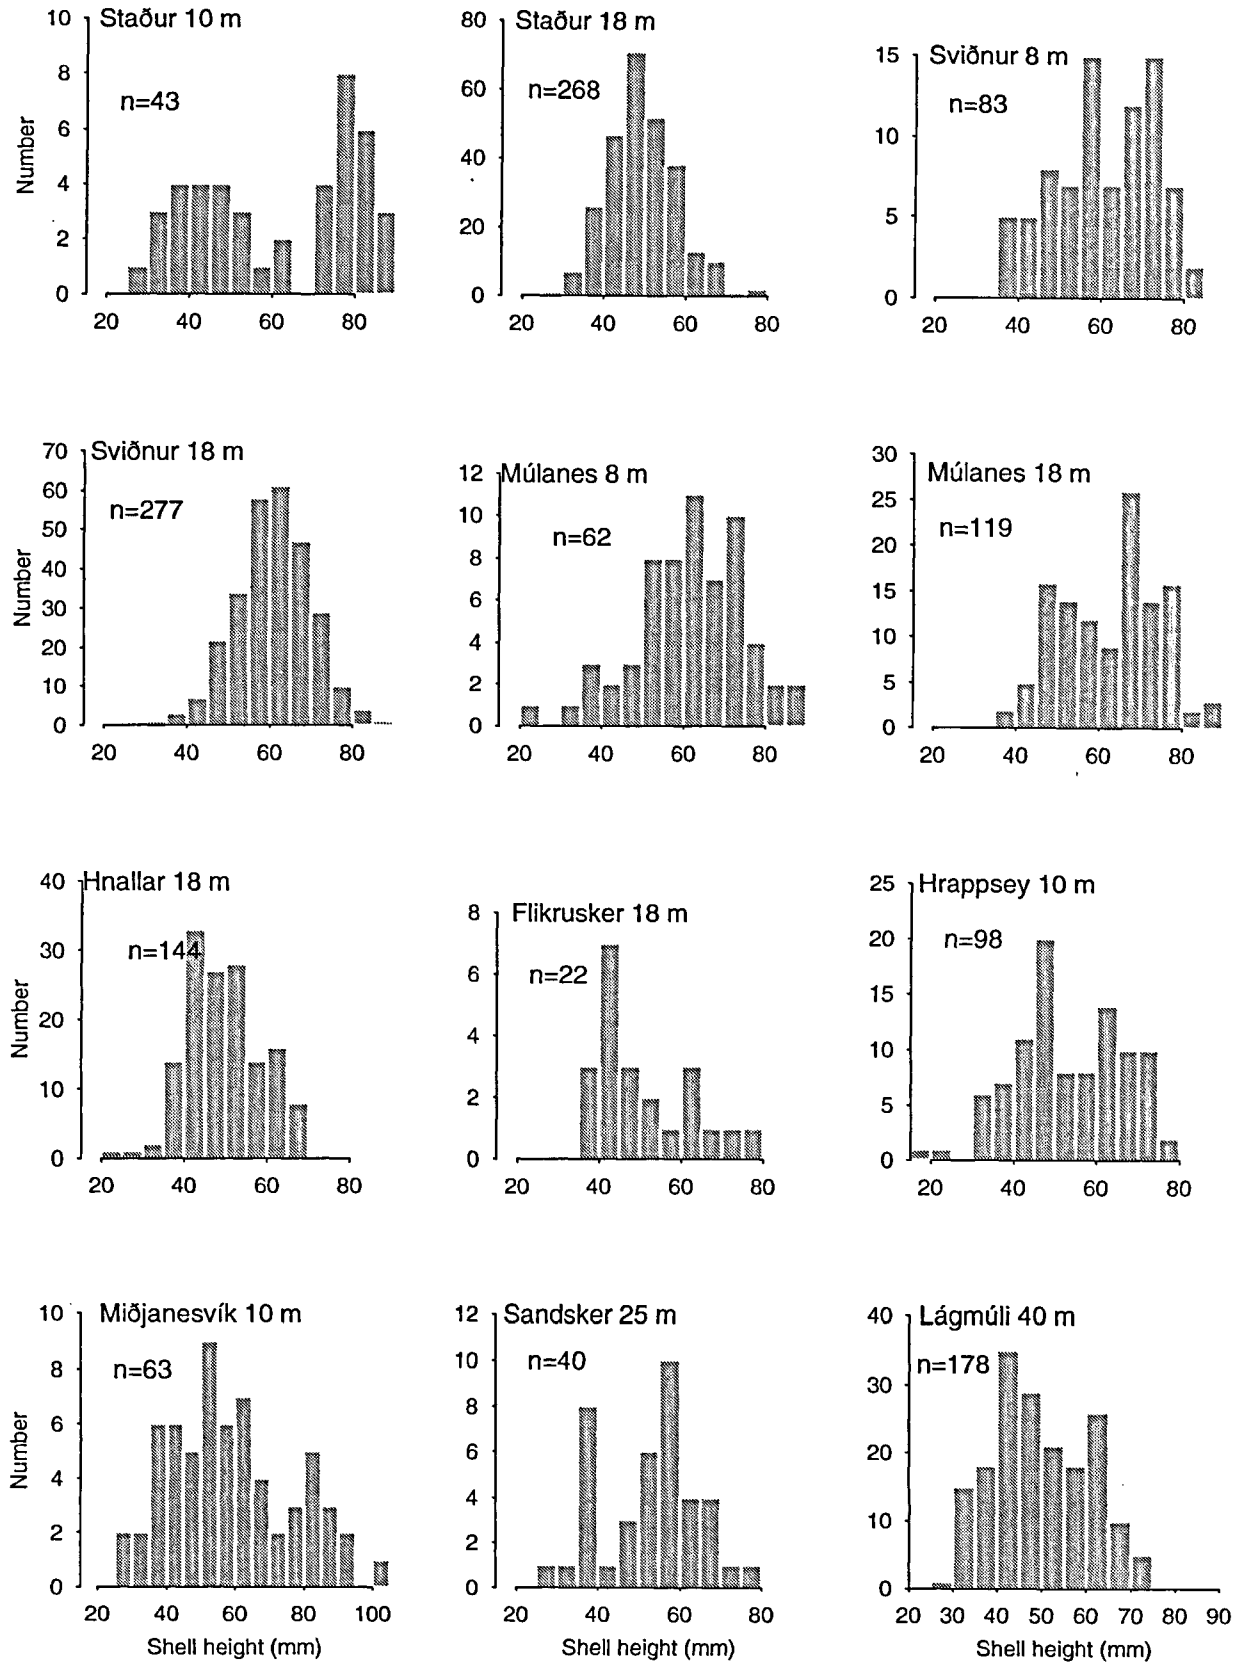 Staður 10 m
n=43
Number
10
8
6
4
2
0
20 40 60 80
Staður 18 m
n=268
80
60
40
20
0
20 40 60 80
Sviðnur 8 m
n=83
15
10
5
0
20 40 60 80
Sviðnur 18 m
n=277
Number
70
60
50
40
30
20
10
0
20 40 60 80
Múlanes 8 m
n=62
12
10
8
6
4
2
0
20 40 60 80
Múlanes 18 m
n=119
30
25
20
15
10
5
0
20 40 60 80
Hnallar 18 m
n=144
Number
40
30
20
10
0
20 40 60 80
Flikrusker 18 m
n=22
8
6
4
2
0
20 40 60 80
Hrappsey 10 m
n=98
25
20
15
10
5
0
20 40 60 80
Miðjanesvík 10 m
n=63
Number
10
8
6
4
2
0
20 40 60 80 100
Shell height (mm)
Sandsker 25 m
n=40
12
10
8
6
4
2
0
20 40 60 80
Shell height (mm)
Lágmúli 40 m
n=178
40
30
20
10
0
20 30 40 50 60 70 80 90
Shell height (mm)